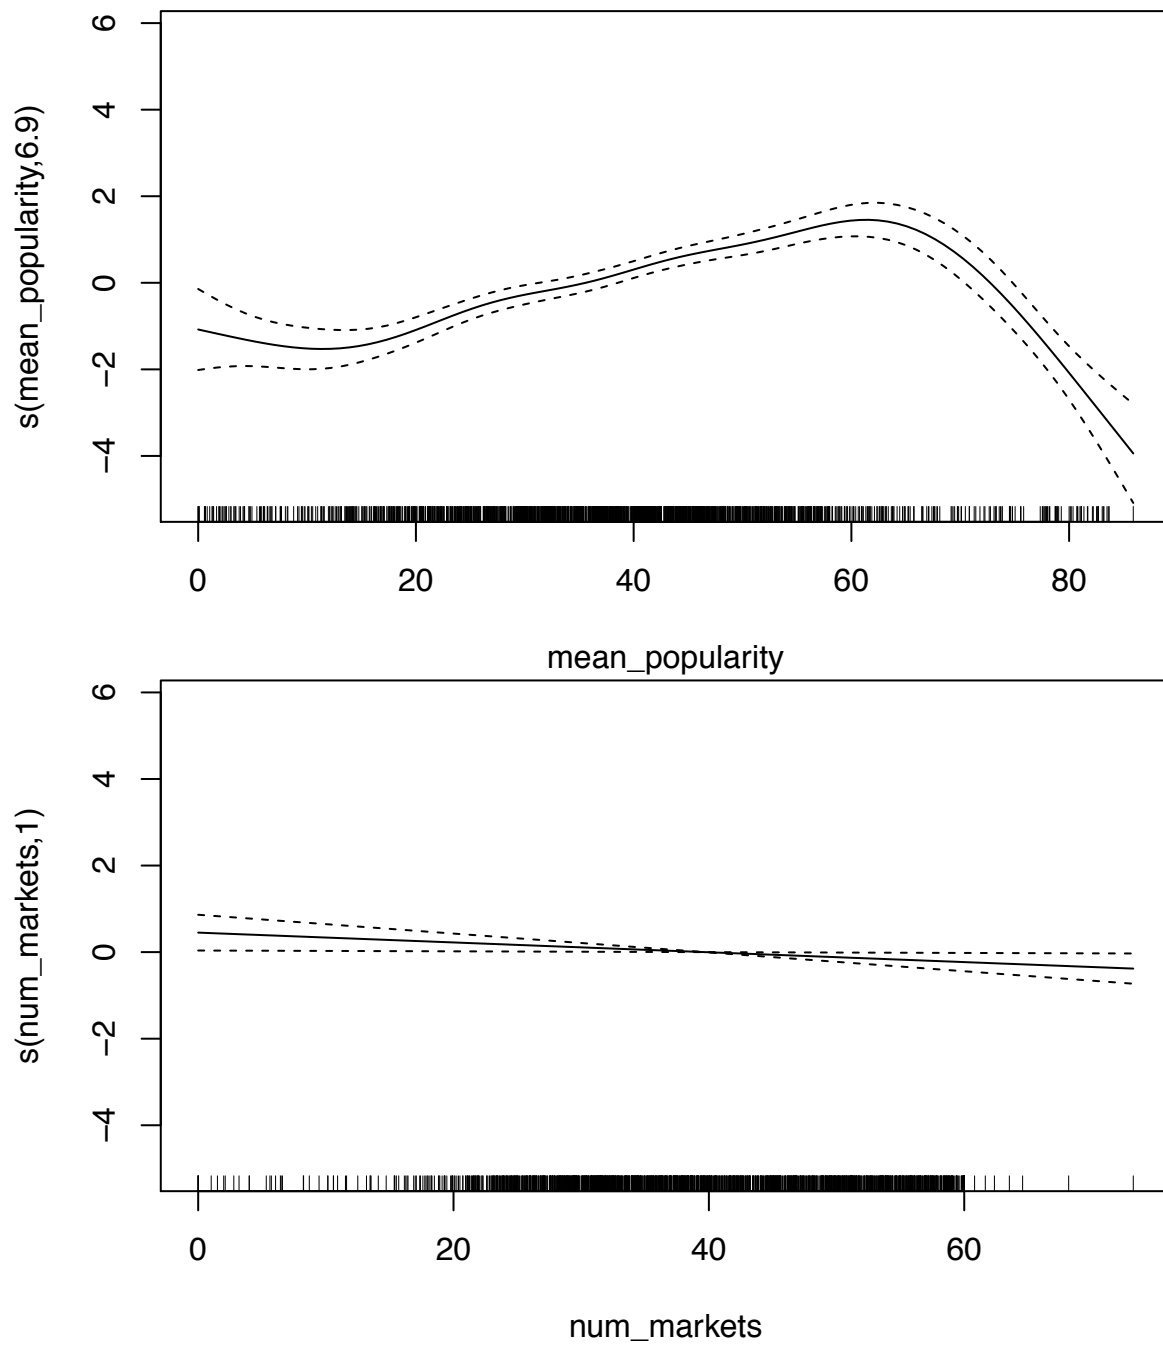 6
4
2
0
−2
−4
s(mean_popularity,6.9)
0 20 40 60 80
mean_popularity
6
4
2
0
−2
−4
s(num_markets,1)
0 20 40 60
num_markets